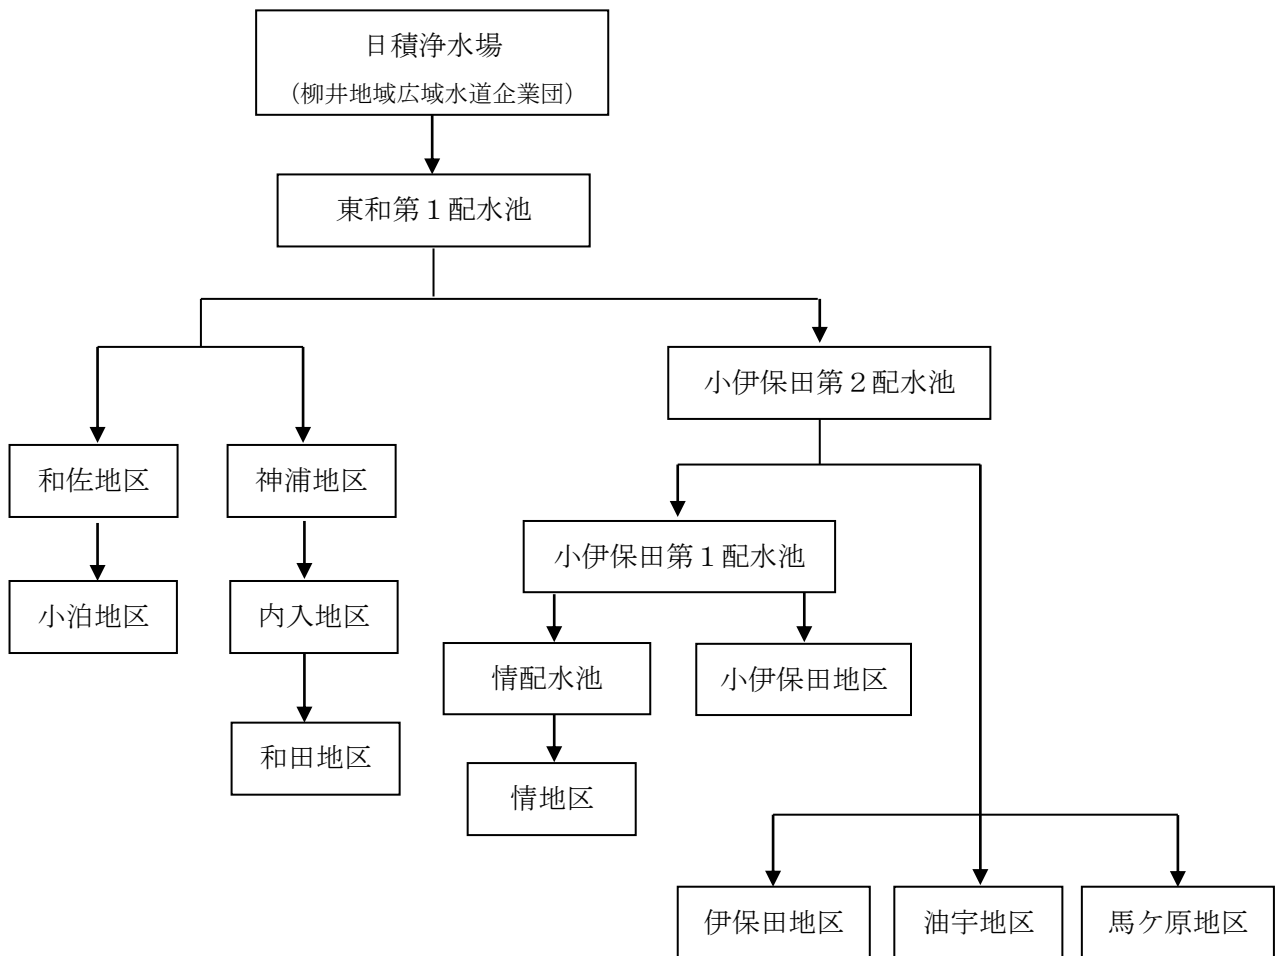 日積浄水場
（柳井地域広域水道企業団）
東和第１配水池
小伊保田第２配水池
和佐地区
神浦地区
小伊保田第１配水池
小泊地区
内入地区
情配水池
小伊保田地区
和田地区
情地区
伊保田地区
油宇地区
馬ケ原地区